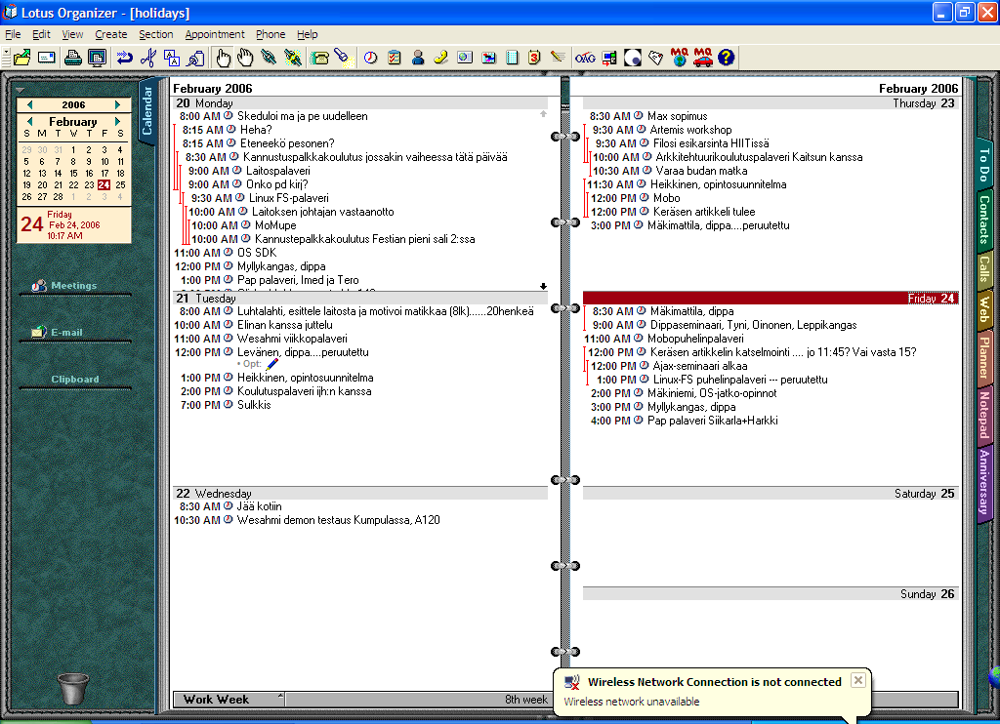 Lotus Organizer - [holidays]
File Edit View Create Section Appointment Phone Help
2006
February
S M T W T F S
29 30 31 1 2 3 4
5 6 7 8 9 10 11
12 13 14 15 16 17 18
19 20 21 22 23 24 25
26 27 28 1 2 3 4
24 Friday
Feb 24, 2006
10:17 AM
Meetings
E-mail
Clipboard
Calendar
February 2006
20 Monday
8:00 AM Skeduloi ma ja pe uudelleen
8:15 AM Heha?
8:15 AM Eteneekö pesonen?
8:30 AM Kannustuspalkkakoulutus jossakin vaiheessa tätä päivää
9:00 AM Laitospalaveri
9:00 AM Onko pd kirj?
9:30 AM Linux FS-palaveri
10:00 AM Laitoksen johtajan vastaanotto
10:00 AM MoMupe
10:00 AM Kannustepalkkakoulutus Festian pieni sali 2:ssa
11:00 AM OS SDK
12:00 PM Myllykangas, dippa
1:00 PM Pap palaveri, Imed ja Tero
21 Tuesday
8:00 AM Luhtalahti, esittele laitosta ja motivoi matikkaa (8lk)......20henkeä
10:00 AM Elinan kanssa juttelu
11:00 AM Wesahmi viikkopalaveri
12:00 PM Levänen, dippa....peruutettu
• Opt:
1:00 PM Heikkinen, opintosuunnitelma
2:00 PM Koulutuspalaveri ijh:n kanssa
7:00 PM Sulkkis
22 Wednesday
8:30 AM Jää kotiin
10:30 AM Wesahmi demon testaus Kumpulassa, A120
Work Week
8th week
February 2006
Thursday 23
8:30 AM Max sopimus
9:30 AM Artemis workshop
9:30 AM Filosi esikarsinta HIITissä
10:00 AM Arkkitehtuurikoulutuspalaveri Kaitsun kanssa
10:30 AM Varaa budan matka
11:30 AM Heikkinen, opintosuunnitelma
12:00 PM Mobo
12:00 PM Keräsen artikkeli tulee
3:00 PM Mäkimattila, dippa....peruutettu
Friday 24
8:30 AM Mäkimattila, dippa
9:00 AM Dippaseminaari, Tyni, Oinonen, Leppikangas
11:00 AM Mobopuhelinpalaveri
12:00 PM Keräsen artikkelin katselmointi .... jo 11:45? Vai vasta 15?
12:00 PM Ajax-seminaari alkaa
1:00 PM Linux-FS puhelinpalaveri --- peruutettu
2:00 PM Mäkiniemi, OS-jatko-opinnot
3:00 PM Myllykangas, dippa
4:00 PM Pap palaveri Siikarla+Harkki
Saturday 25
Sunday 26
To Do
Contacts
Calls
Web
Planner
Notepad
Anniversary
Wireless Network Connection is not connected
Wireless network unavailable